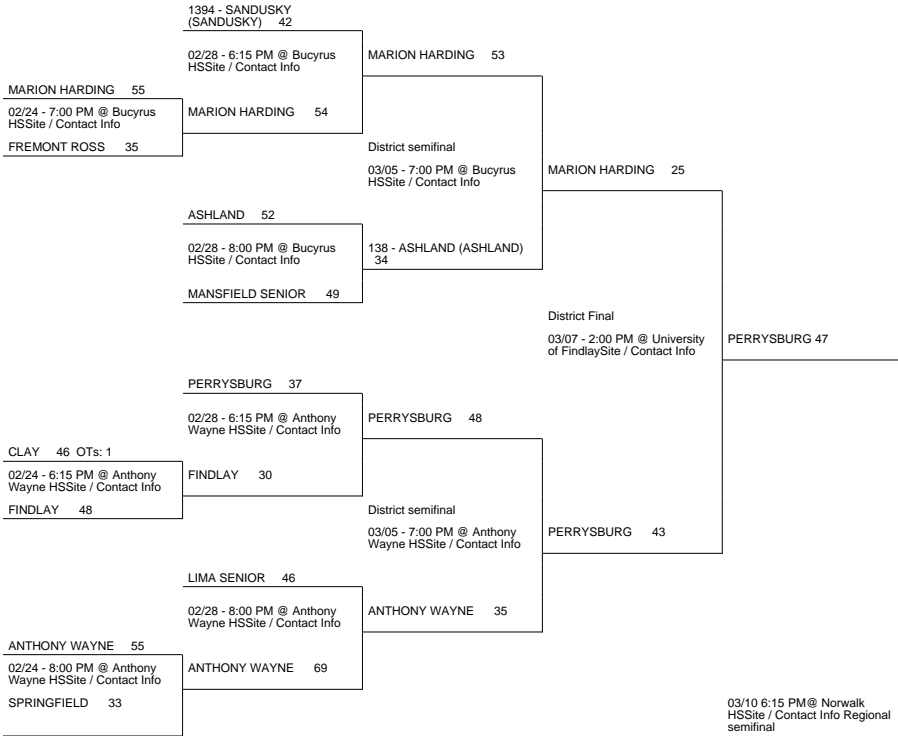 1394 - SANDUSKY
(SANDUSKY) 42
02/28 - 6:15 PM @ Bucyrus
HSSite / Contact Info
MARION HARDING 53
MARION HARDING 55
02/24 - 7:00 PM @ Bucyrus
HSSite / Contact Info
MARION HARDING 54
FREMONT ROSS 35
District semifinal
03/05 - 7:00 PM @ Bucyrus
HSSite / Contact Info
MARION HARDING 25
ASHLAND 52
02/28 - 8:00 PM @ Bucyrus
HSSite / Contact Info
138 - ASHLAND (ASHLAND)
34
MANSFIELD SENIOR 49
District Final
03/07 - 2:00 PM @ University
of FindlaySite / Contact Info
PERRYSBURG 47
PERRYSBURG 37
02/28 - 6:15 PM @ Anthony
Wayne HSSite / Contact Info
PERRYSBURG 48
CLAY 46 OTs: 1
02/24 - 6:15 PM @ Anthony
Wayne HSSite / Contact Info
FINDLAY 30
FINDLAY 48
District semifinal
03/05 - 7:00 PM @ Anthony
Wayne HSSite / Contact Info
PERRYSBURG 43
LIMA SENIOR 46
02/28 - 8:00 PM @ Anthony
Wayne HSSite / Contact Info
ANTHONY WAYNE 35
ANTHONY WAYNE 55
02/24 - 8:00 PM @ Anthony
Wayne HSSite / Contact Info
ANTHONY WAYNE 69
SPRINGFIELD 33
03/10 6:15 PM@ Norwalk
HSSite / Contact Info Regional
semifinal